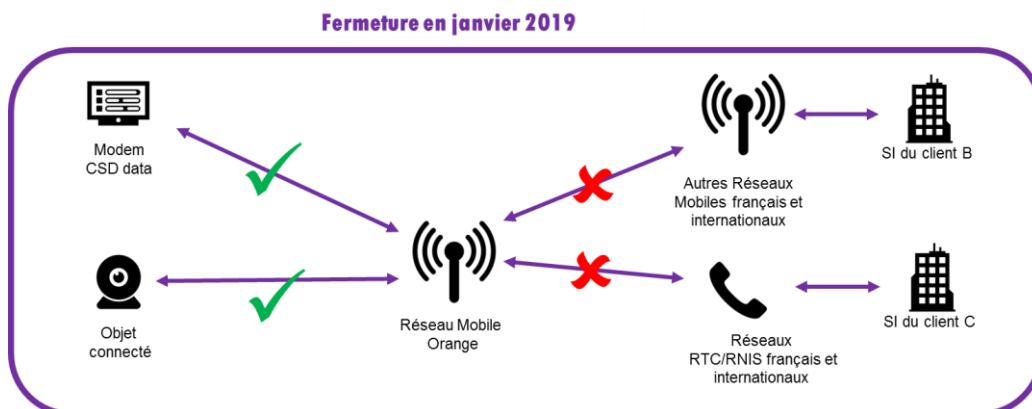 Fermeture en janvier 2019
Modem
CSD data
Objet
connecté
Réseau Mobile
Orange
Autres Réseaux
Mobiles français et
internationaux
SI du client B
Réseaux
RTC/RNIS français et
internationaux
SI du client C